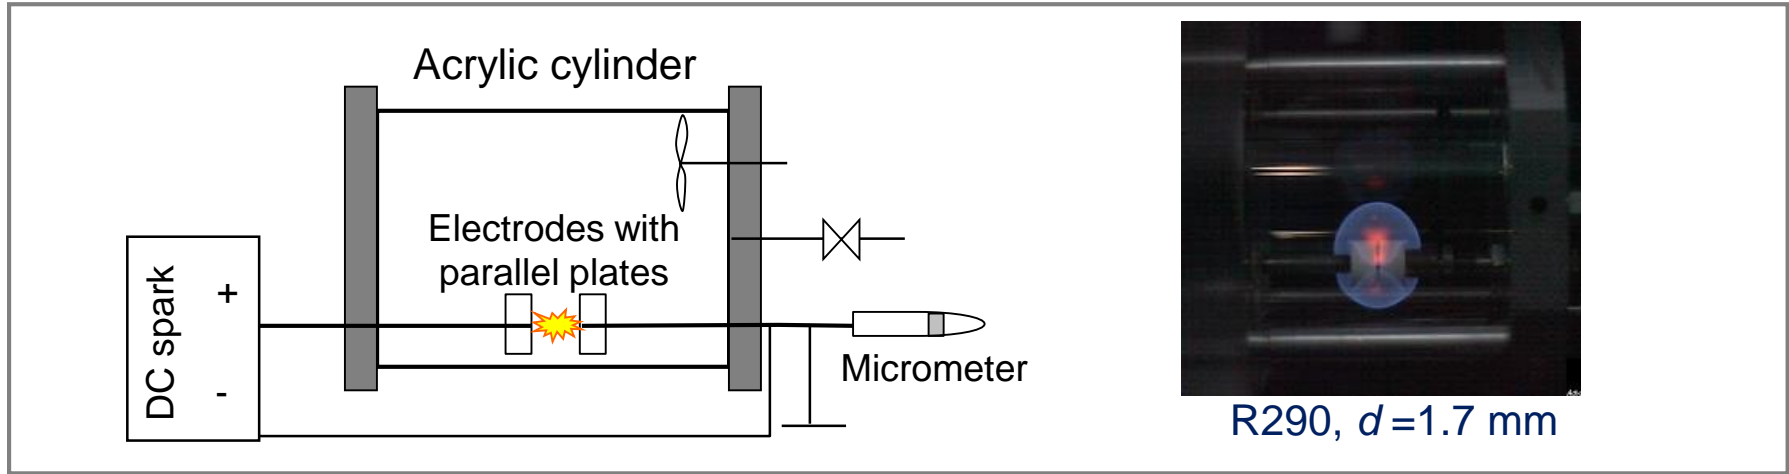 Acrylic cylinder
Electrodes with
parallel plates
DC spark
+
-
Micrometer
R290, d =1.7 mm